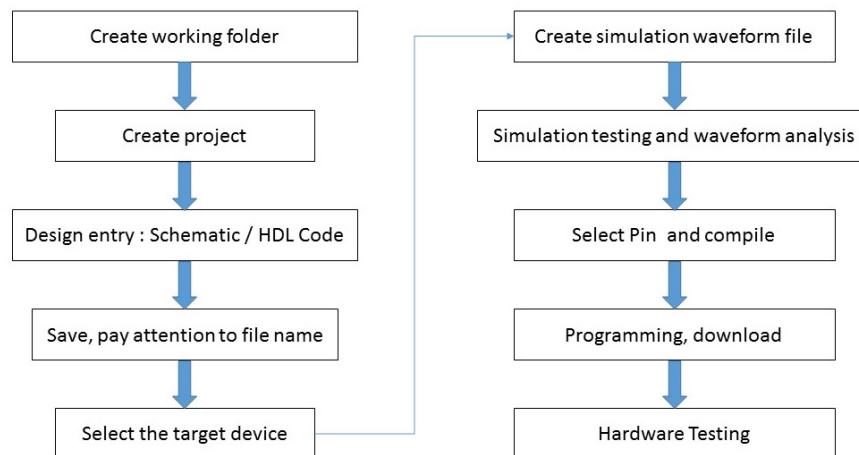 Create working folder
Create project
Design entry : Schematic / HDL Code
Save, pay attention to file name
Select the target device
Create simulation waveform file
Simulation testing and waveform analysis
Select Pin  and compile
Programming, download
Hardware Testing